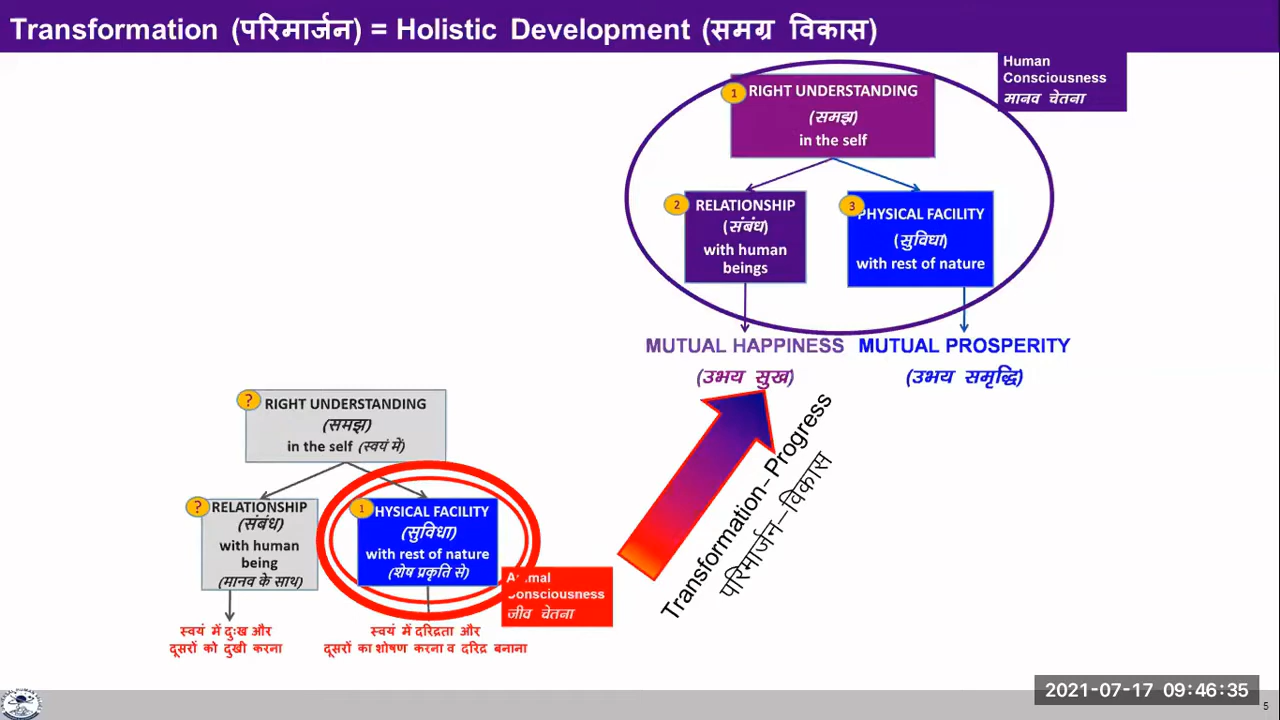 Transformation (परिमार्जन) = Holistic Development (समग्र विकास)
Human
Consciousness
मानव चेतना
1
RIGHT UNDERSTANDING
(समझ)
in the self
2
RELATIONSHIP
(संबंध)
with human
beings
3
PHYSICAL FACILITY
(सुविधा)
with rest of nature
MUTUAL HAPPINESS
(उभय सुख)
MUTUAL PROSPERITY
(उभय समृद्धि)
Transformation– Progress
परिमार्जन–विकास
?
RIGHT UNDERSTANDING
(समझ)
in the self (स्वयं में)
?
RELATIONSHIP
(संबंध)
with human
being
(मानव के साथ)
1
HYSICAL FACILITY
(सुविधा)
with rest of nature
(शेष प्रकृति से)
Animal
Consciousness
जीव चेतना
स्वयं में दुःख और
दूसरों को दुखी करना
स्वयं में दरिद्रता और
दूसरों का शोषण करना व दरिद्र बनाना
2021-07-17 09:46:35
5